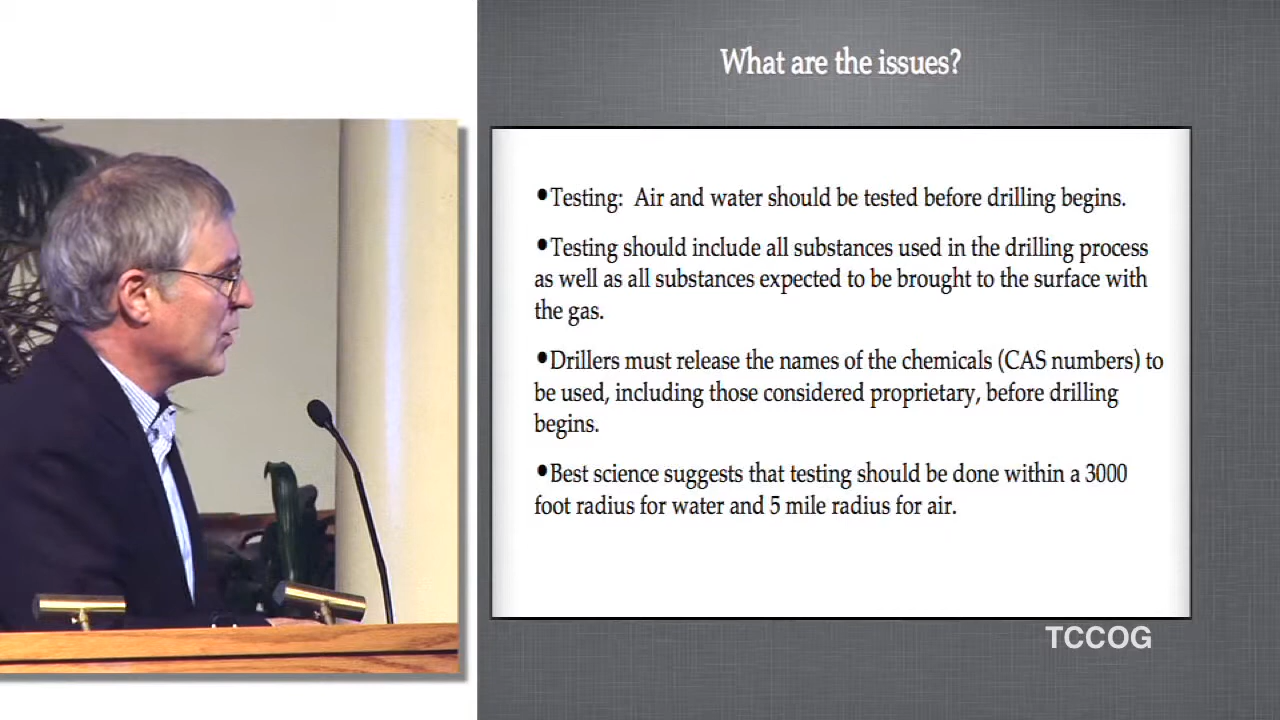 What are the issues?
•Testing:  Air and water should be tested before drilling begins.
•Testing should include all substances used in the drilling process
as well as all substances expected to be brought to the surface with
the gas.
•Drillers must release the names of the chemicals (CAS numbers) to
be used, including those considered proprietary, before drilling
begins.
•Best science suggests that testing should be done within a 3000
foot radius for water and 5 mile radius for air.
TCCOG